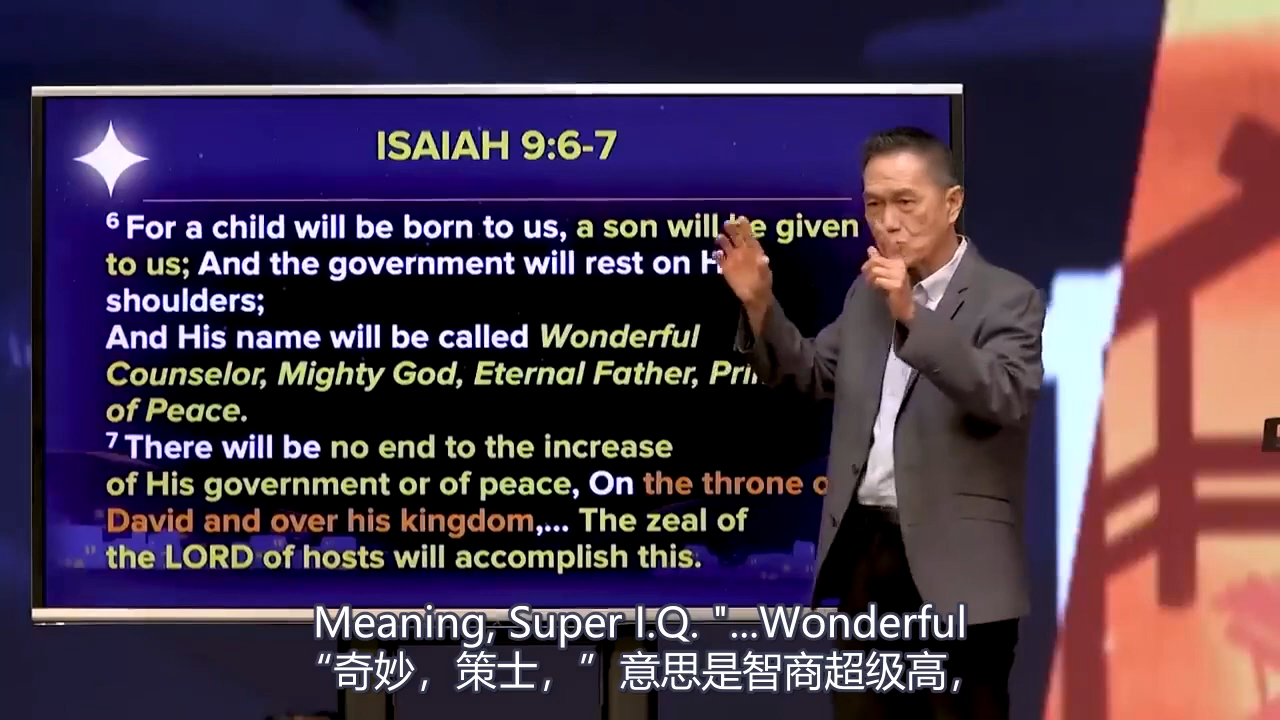 ISAIAH 9:6-7
6 For a child will be born to us, a son will be given
to us; And the government will rest on
shoulders;
And His name will be called Wonderful
Counselor, Mighty God, Eternal Father,
of Peace.
7 There will be no end to the increase
of His government or of peace, On the throne
David and over his kingdom,... The zeal of
the LORD of hosts will accomplish this.
Meaning, Super I.Q. "...Wonderful
“奇妙，策士，”意思是智商超级高，